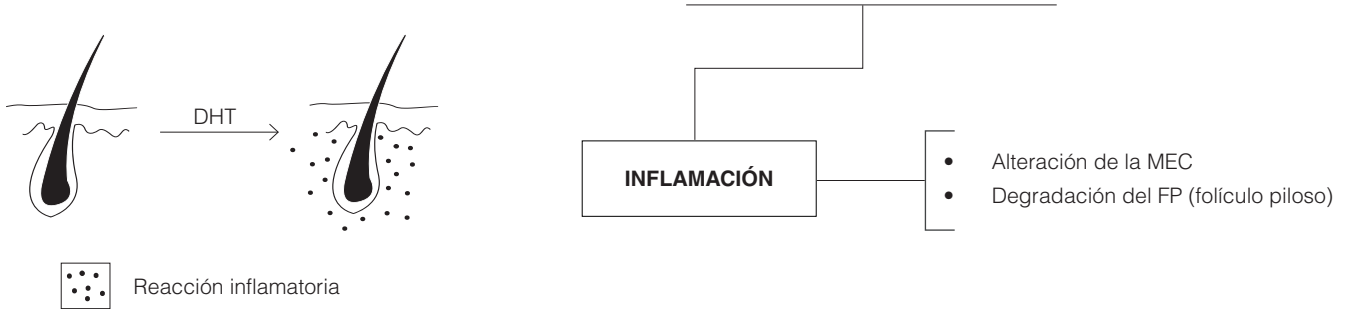 DHT
Reacción inflamatoria
INFLAMACIÓN
• Alteración de la MEC
• Degradación del FP (folículo piloso)